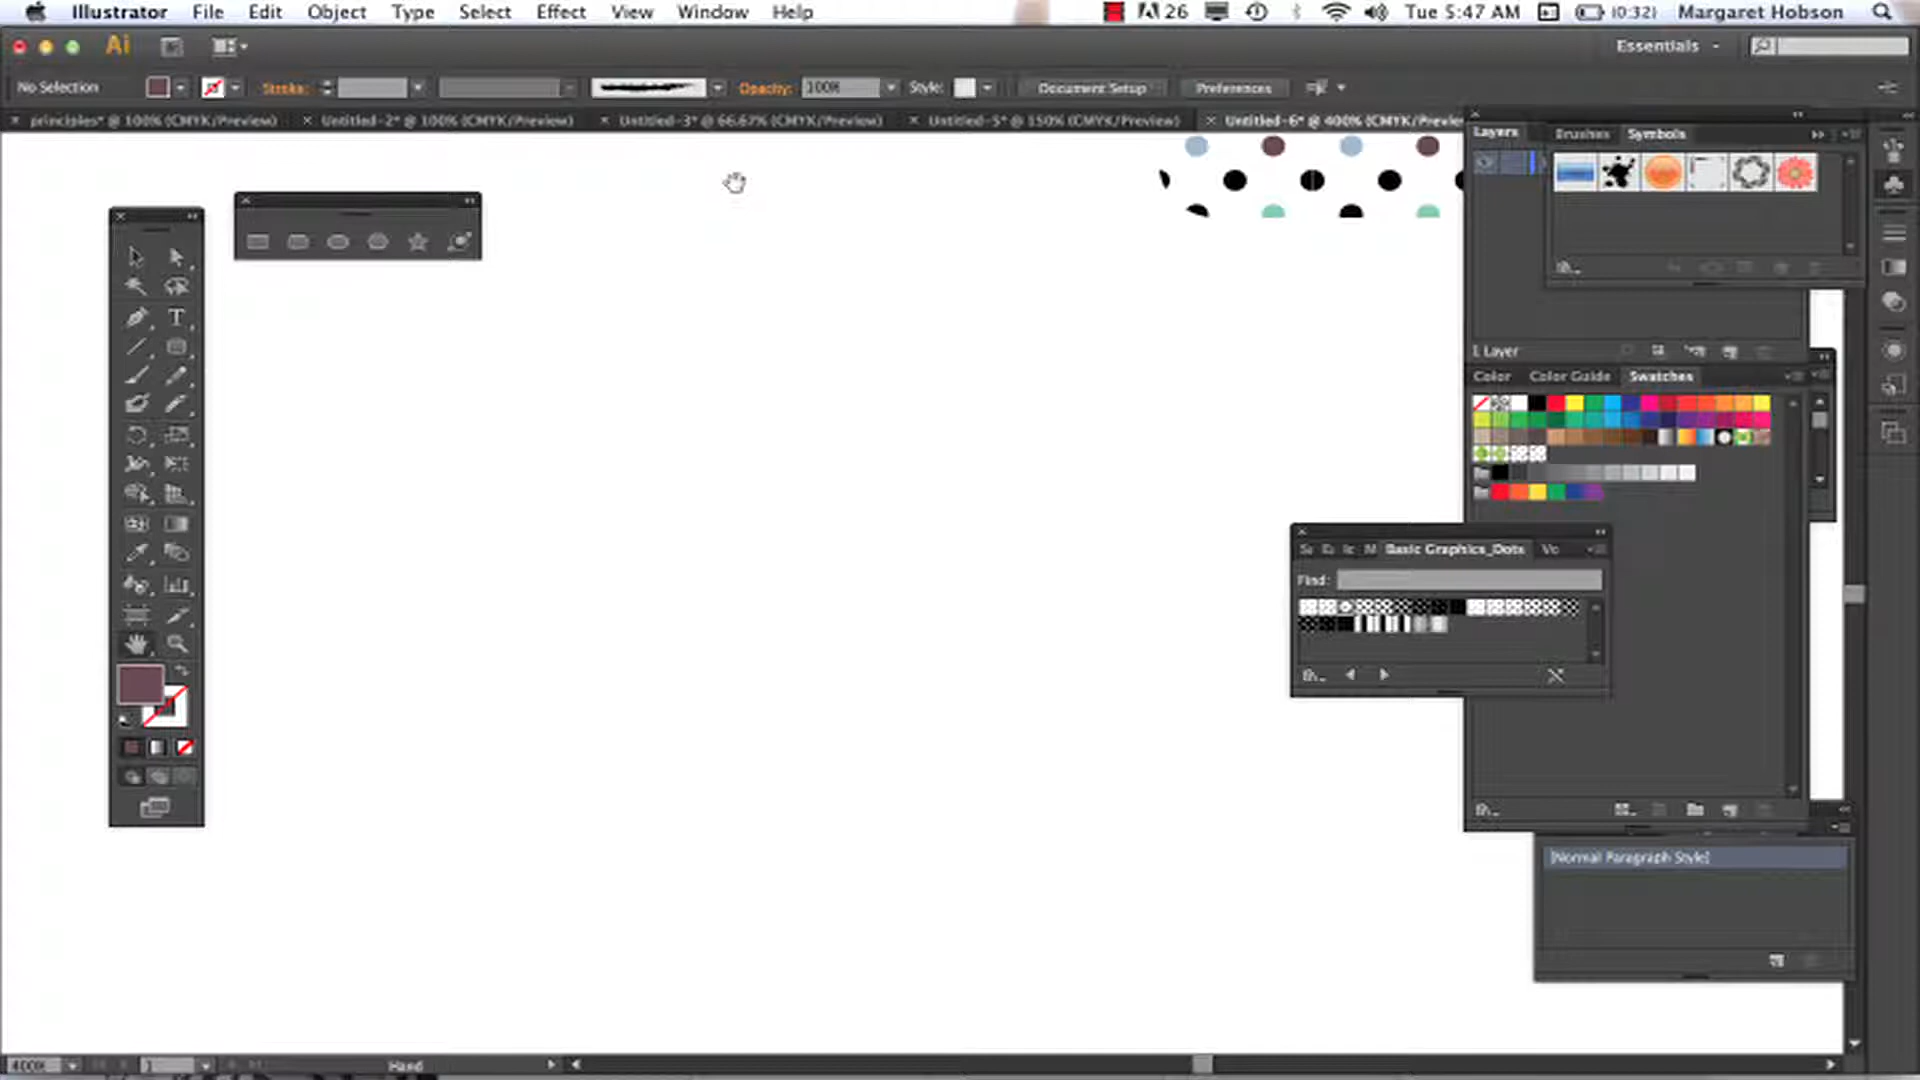 Illustrator File Edit Object Type Select Effect View Window Help
26 Tue 5:47 AM (0:32) Margaret Hobson
Ai Essentials
No Selection Stroke: Opacity: 100% Style: Document Setup Preferences
principles* @ 100% (CMYK/Preview) Untitled-2* @ 100% (CMYK/Preview) Untitled-3* @ 66.67% (CMYK/Preview) Untitled-5* @ 150% (CMYK/Preview) Untitled-6* @ 400% (CMYK/Preview
Layers Brushes Symbols
T
1 Layer
Color Color Guide Swatches
Basic Graphics_Dots Vc
Find:
[Normal Paragraph Style]
400% 1 Hand